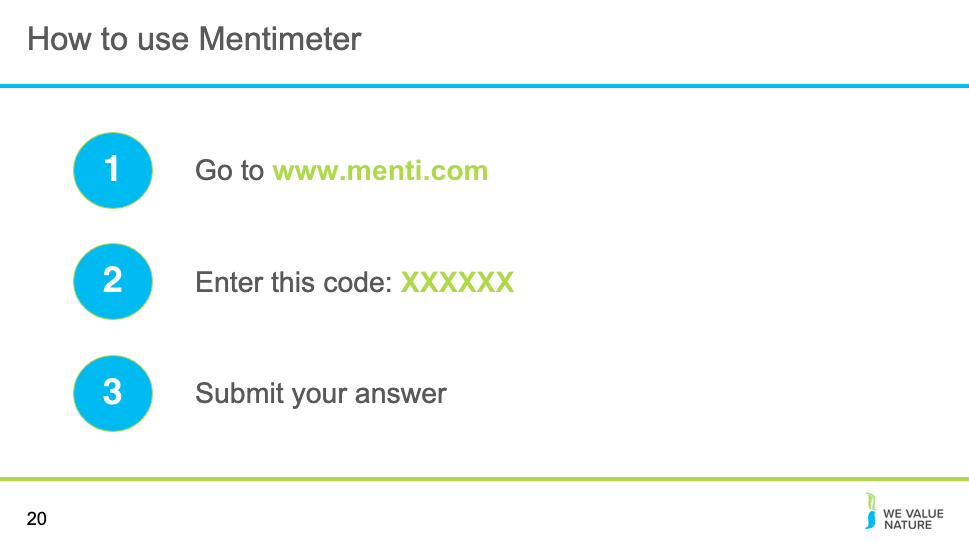 How to use Mentimeter
1
Go to www.menti.com
2
Enter this code: XXXXXX
3
Submit your answer
20
WE VALUE
NATURE